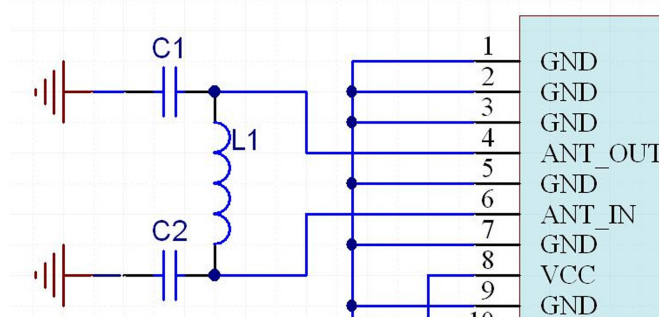 C1
L1
C2
1 GND
2 GND
3 GND
4 ANT_OUT
5 GND
6 ANT_IN
7 GND
8 VCC
9 GND
10